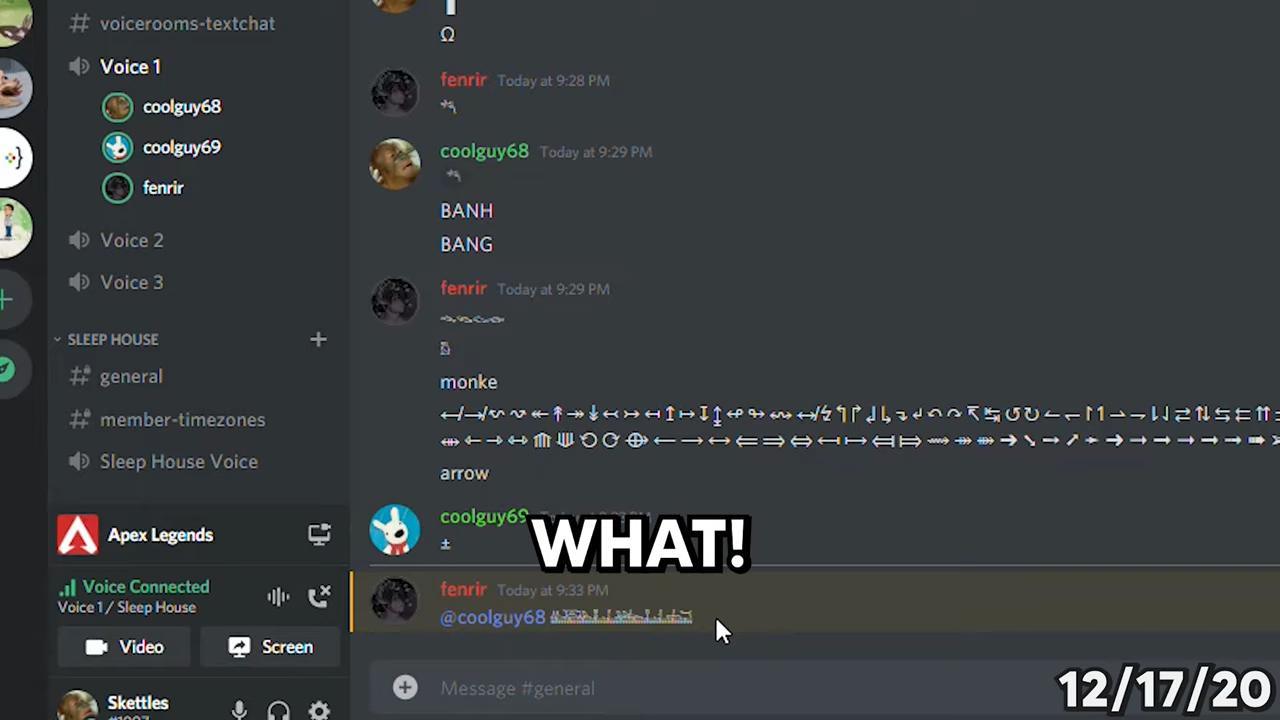 voicerooms-textchat
Voice 1
coolguy68
coolguy69
fenrir
Voice 2
Voice 3
SLEEP HOUSE
general
member-timezones
Sleep House Voice
Apex Legends
Voice Connected
Voice 1 / Sleep House
Video
Screen
Skettles
Ω
fenrir Today at 9:28 PM
coolguy68 Today at 9:29 PM
BANH
BANG
fenrir Today at 9:29 PM
monke
arrow
coolguy69
±
WHAT!
fenrir Today at 9:33 PM
@coolguy68
Message #general
12/17/20